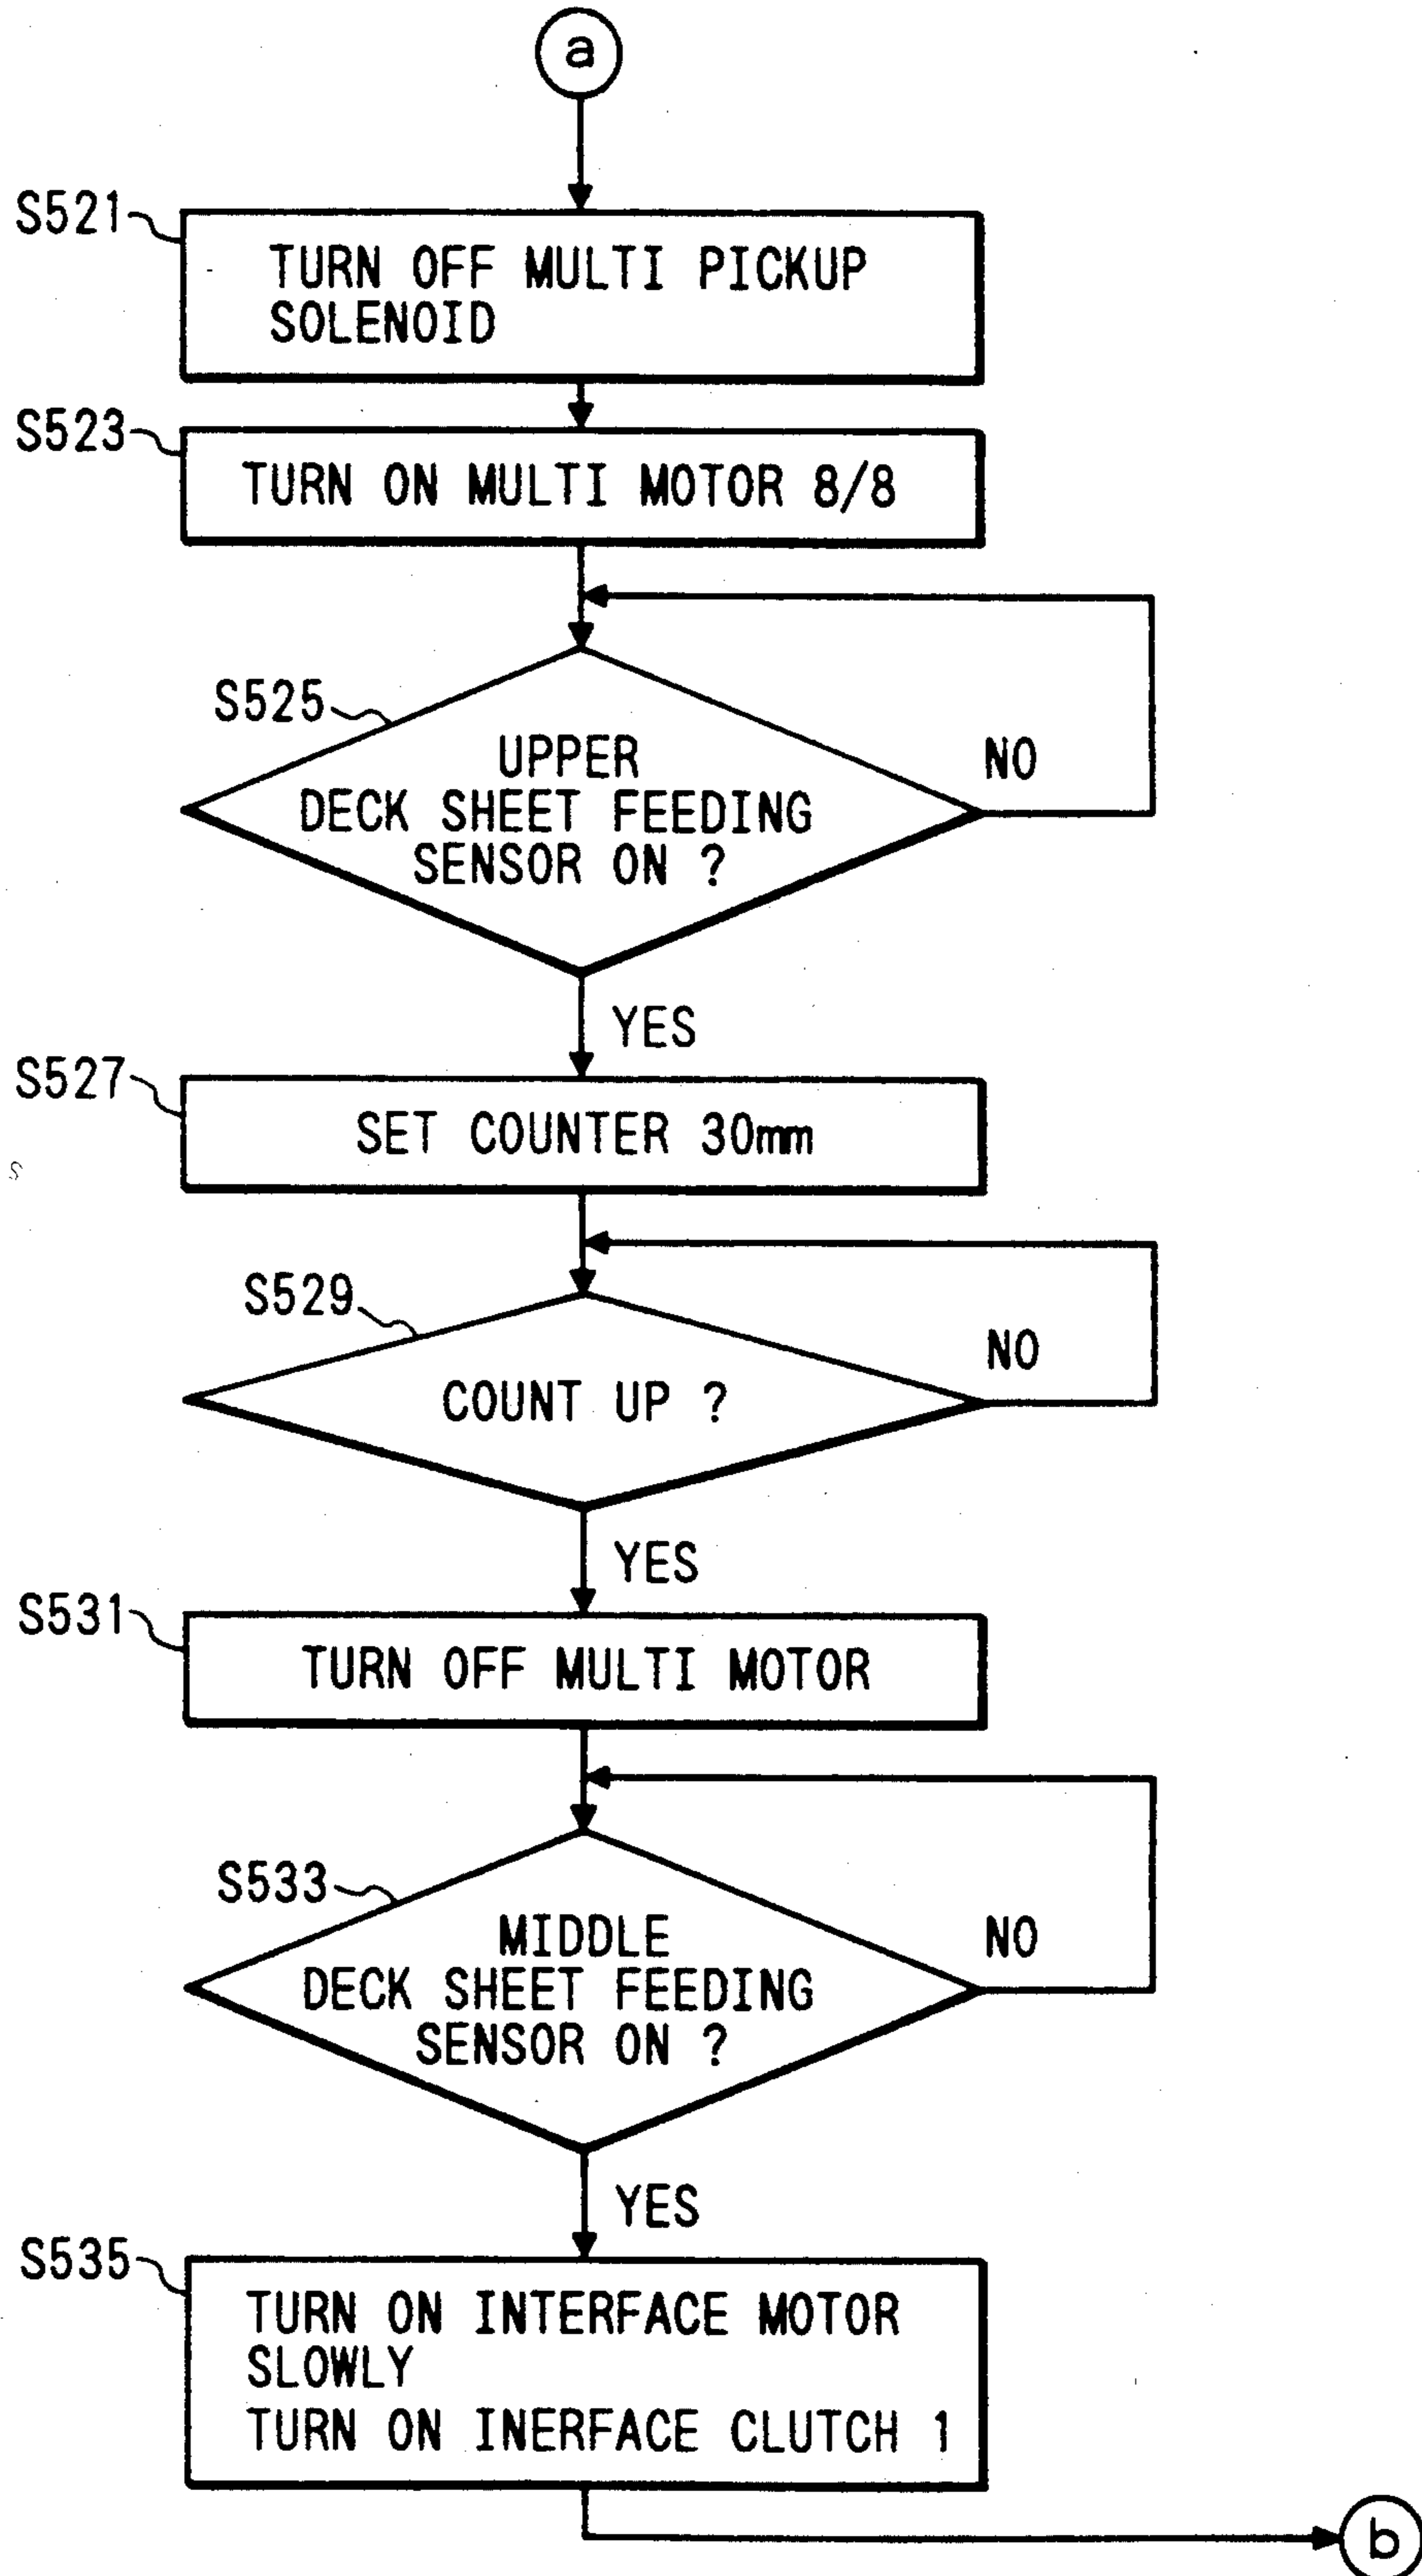 a
S521
TURN OFF MULTI PICKUP
SOLENOID
S523
TURN ON MULTI MOTOR 8/8
S525
UPPER
DECK SHEET FEEDING
SENSOR ON ?
NO
YES
S527
SET COUNTER 30mm
S529
COUNT UP ?
NO
YES
S531
TURN OFF MULTI MOTOR
S533
MIDDLE
DECK SHEET FEEDING
SENSOR ON ?
NO
YES
S535
TURN ON INTERFACE MOTOR
SLOWLY
TURN ON INERFACE CLUTCH 1
b